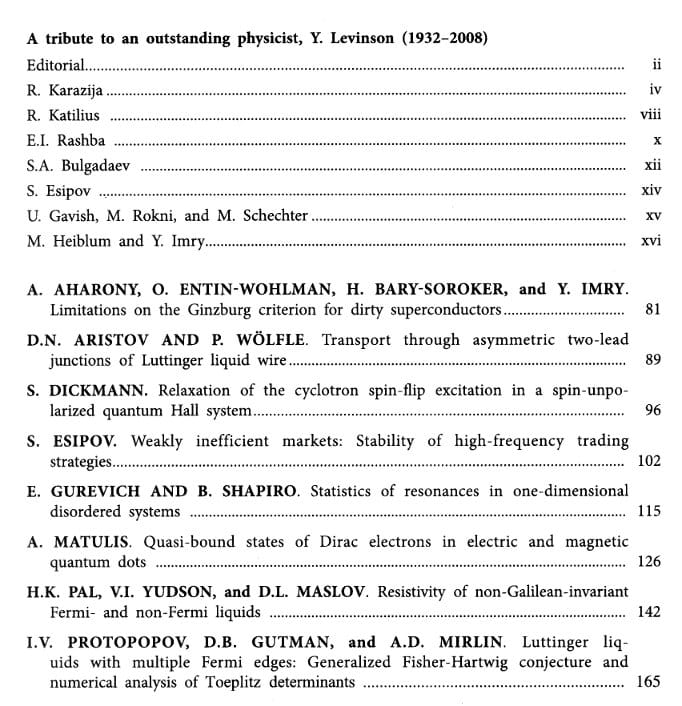 A tribute to an outstanding physicist, Y. Levinson (1932–2008)
Editorial........ ii
R. Karazija ........ iv
R. Katilius ........ viii
E.I. Rashba ........ x
S.A. Bulgadaev ........ xii
S. Esipov ........ xiv
U. Gavish, M. Rokni, and M. Schechter ........ xv
M. Heiblum and Y. Imry........ xvi
A. AHARONY, O. ENTIN-WOHLMAN, H. BARY-SOROKER, and Y. IMRY.
Limitations on the Ginzburg criterion for dirty superconductors........ 81
D.N. ARISTOV AND P. WÖLFLE. Transport through asymmetric two-lead
junctions of Luttinger liquid wire........ 89
S. DICKMANN. Relaxation of the cyclotron spin-flip excitation in a spin-unpo-
larized quantum Hall system........ 96
S. ESIPOV. Weakly inefficient markets: Stability of high-frequency trading
strategies........ 102
E. GUREVICH AND B. SHAPIRO. Statistics of resonances in one-dimensional
disordered systems ........ 115
A. MATULIS. Quasi-bound states of Dirac electrons in electric and magnetic
quantum dots ........ 126
H.K. PAL, V.I. YUDSON, and D.L. MASLOV. Resistivity of non-Galilean-invariant
Fermi- and non-Fermi liquids ........ 142
I.V. PROTOPOPOV, D.B. GUTMAN, and A.D. MIRLIN. Luttinger liq-
uids with multiple Fermi edges: Generalized Fisher-Hartwig conjecture and
numerical analysis of Toeplitz determinants ........ 165